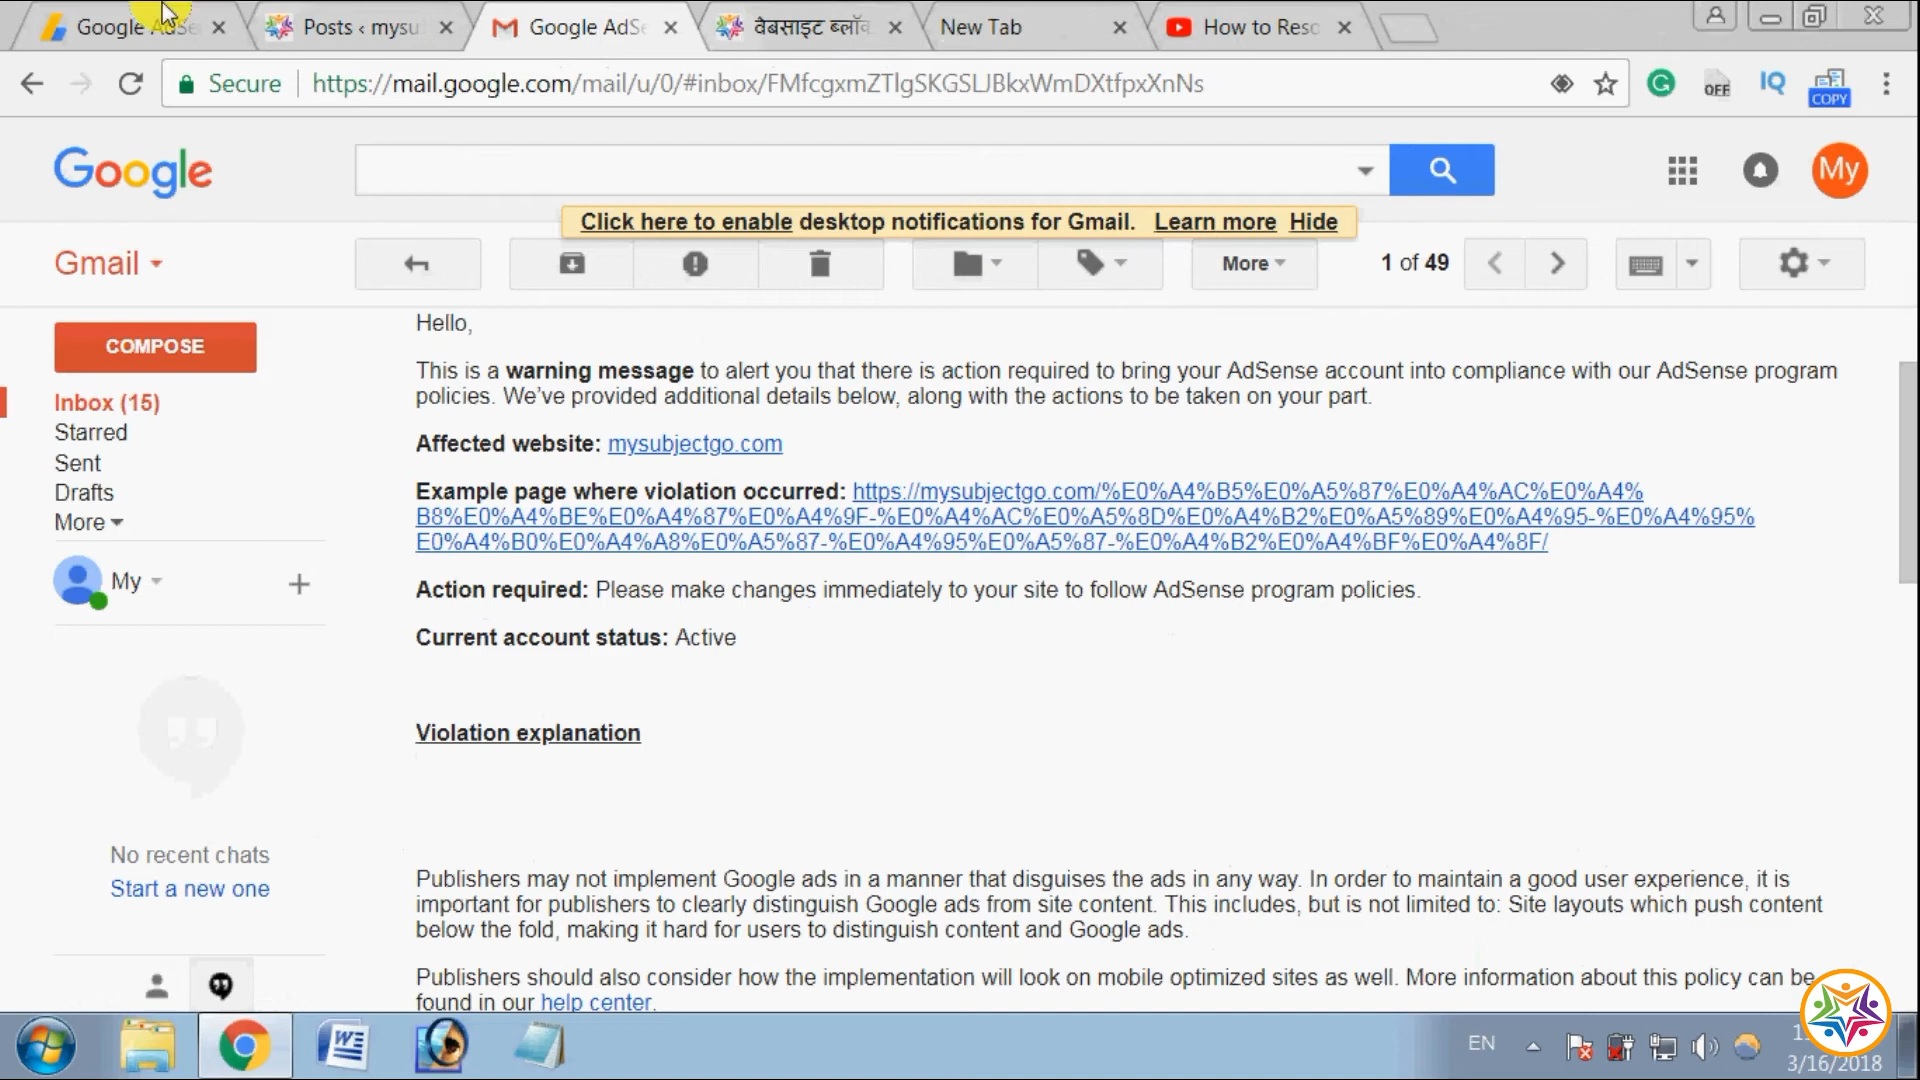 Google AdSe
Posts ‹ mysu
Google AdSe
वेबसाइट ब्लॉव
New Tab
How to Reso
Secure
https://mail.google.com/mail/u/0/#inbox/FMfcgxmZTlgSKGSLJBkxWmDXtfpxXnNs
OFF
IQ
COPY
Google
My
Click here to enable desktop notifications for Gmail. Learn more Hide
Gmail
More
1 of 49
COMPOSE
Inbox (15)
Starred
Sent
Drafts
More
My
No recent chats
Start a new one
Hello,
This is a warning message to alert you that there is action required to bring your AdSense account into compliance with our AdSense program
policies. We've provided additional details below, along with the actions to be taken on your part.
Affected website: mysubjectgo.com
Example page where violation occurred: https://mysubjectgo.com/%E0%A4%B5%E0%A5%87%E0%A4%AC%E0%A4%
B8%E0%A4%BE%E0%A4%87%E0%A4%9F-%E0%A4%AC%E0%A5%8D%E0%A4%B2%E0%A5%89%E0%A4%95-%E0%A4%95%
E0%A4%B0%E0%A4%A8%E0%A5%87-%E0%A4%95%E0%A5%87-%E0%A4%B2%E0%A4%BF%E0%A4%8F/
Action required: Please make changes immediately to your site to follow AdSense program policies.
Current account status: Active
Violation explanation
Publishers may not implement Google ads in a manner that disguises the ads in any way. In order to maintain a good user experience, it is
important for publishers to clearly distinguish Google ads from site content. This includes, but is not limited to: Site layouts which push content
below the fold, making it hard for users to distinguish content and Google ads.
Publishers should also consider how the implementation will look on mobile optimized sites as well. More information about this policy can be
found in our help center.
EN
3/16/2018